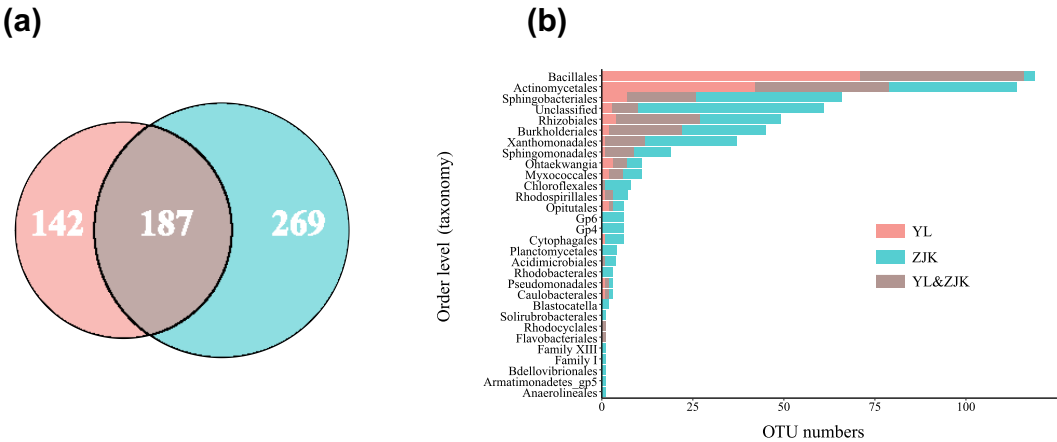 (a)
(b)
142
187
269
Order level (taxonomy)
Bacillales
Actinomycetales
Sphingobacteriales
Unclassified
Rhizobiales
Burkholderiales
Xanthomonadales
Sphingomonadales
Ohtaekwangia
Myxococcales
Chloroflexales
Rhodospirillales
Opitutales
Gp6
Gp4
Cytophagales
Planctomycetales
Acidimicrobiales
Rhodobacterales
Pseudomonadales
Caulobacterales
Blastocatella
Solirubrobacterales
Rhodocyclales
Flavobacteriales
Family XIII
Family I
Bdellovibrionales
Armatimonadetes_gp5
Anaerolineales
YL
ZJK
YL&ZJK
0 25 50 75 100
OTU numbers